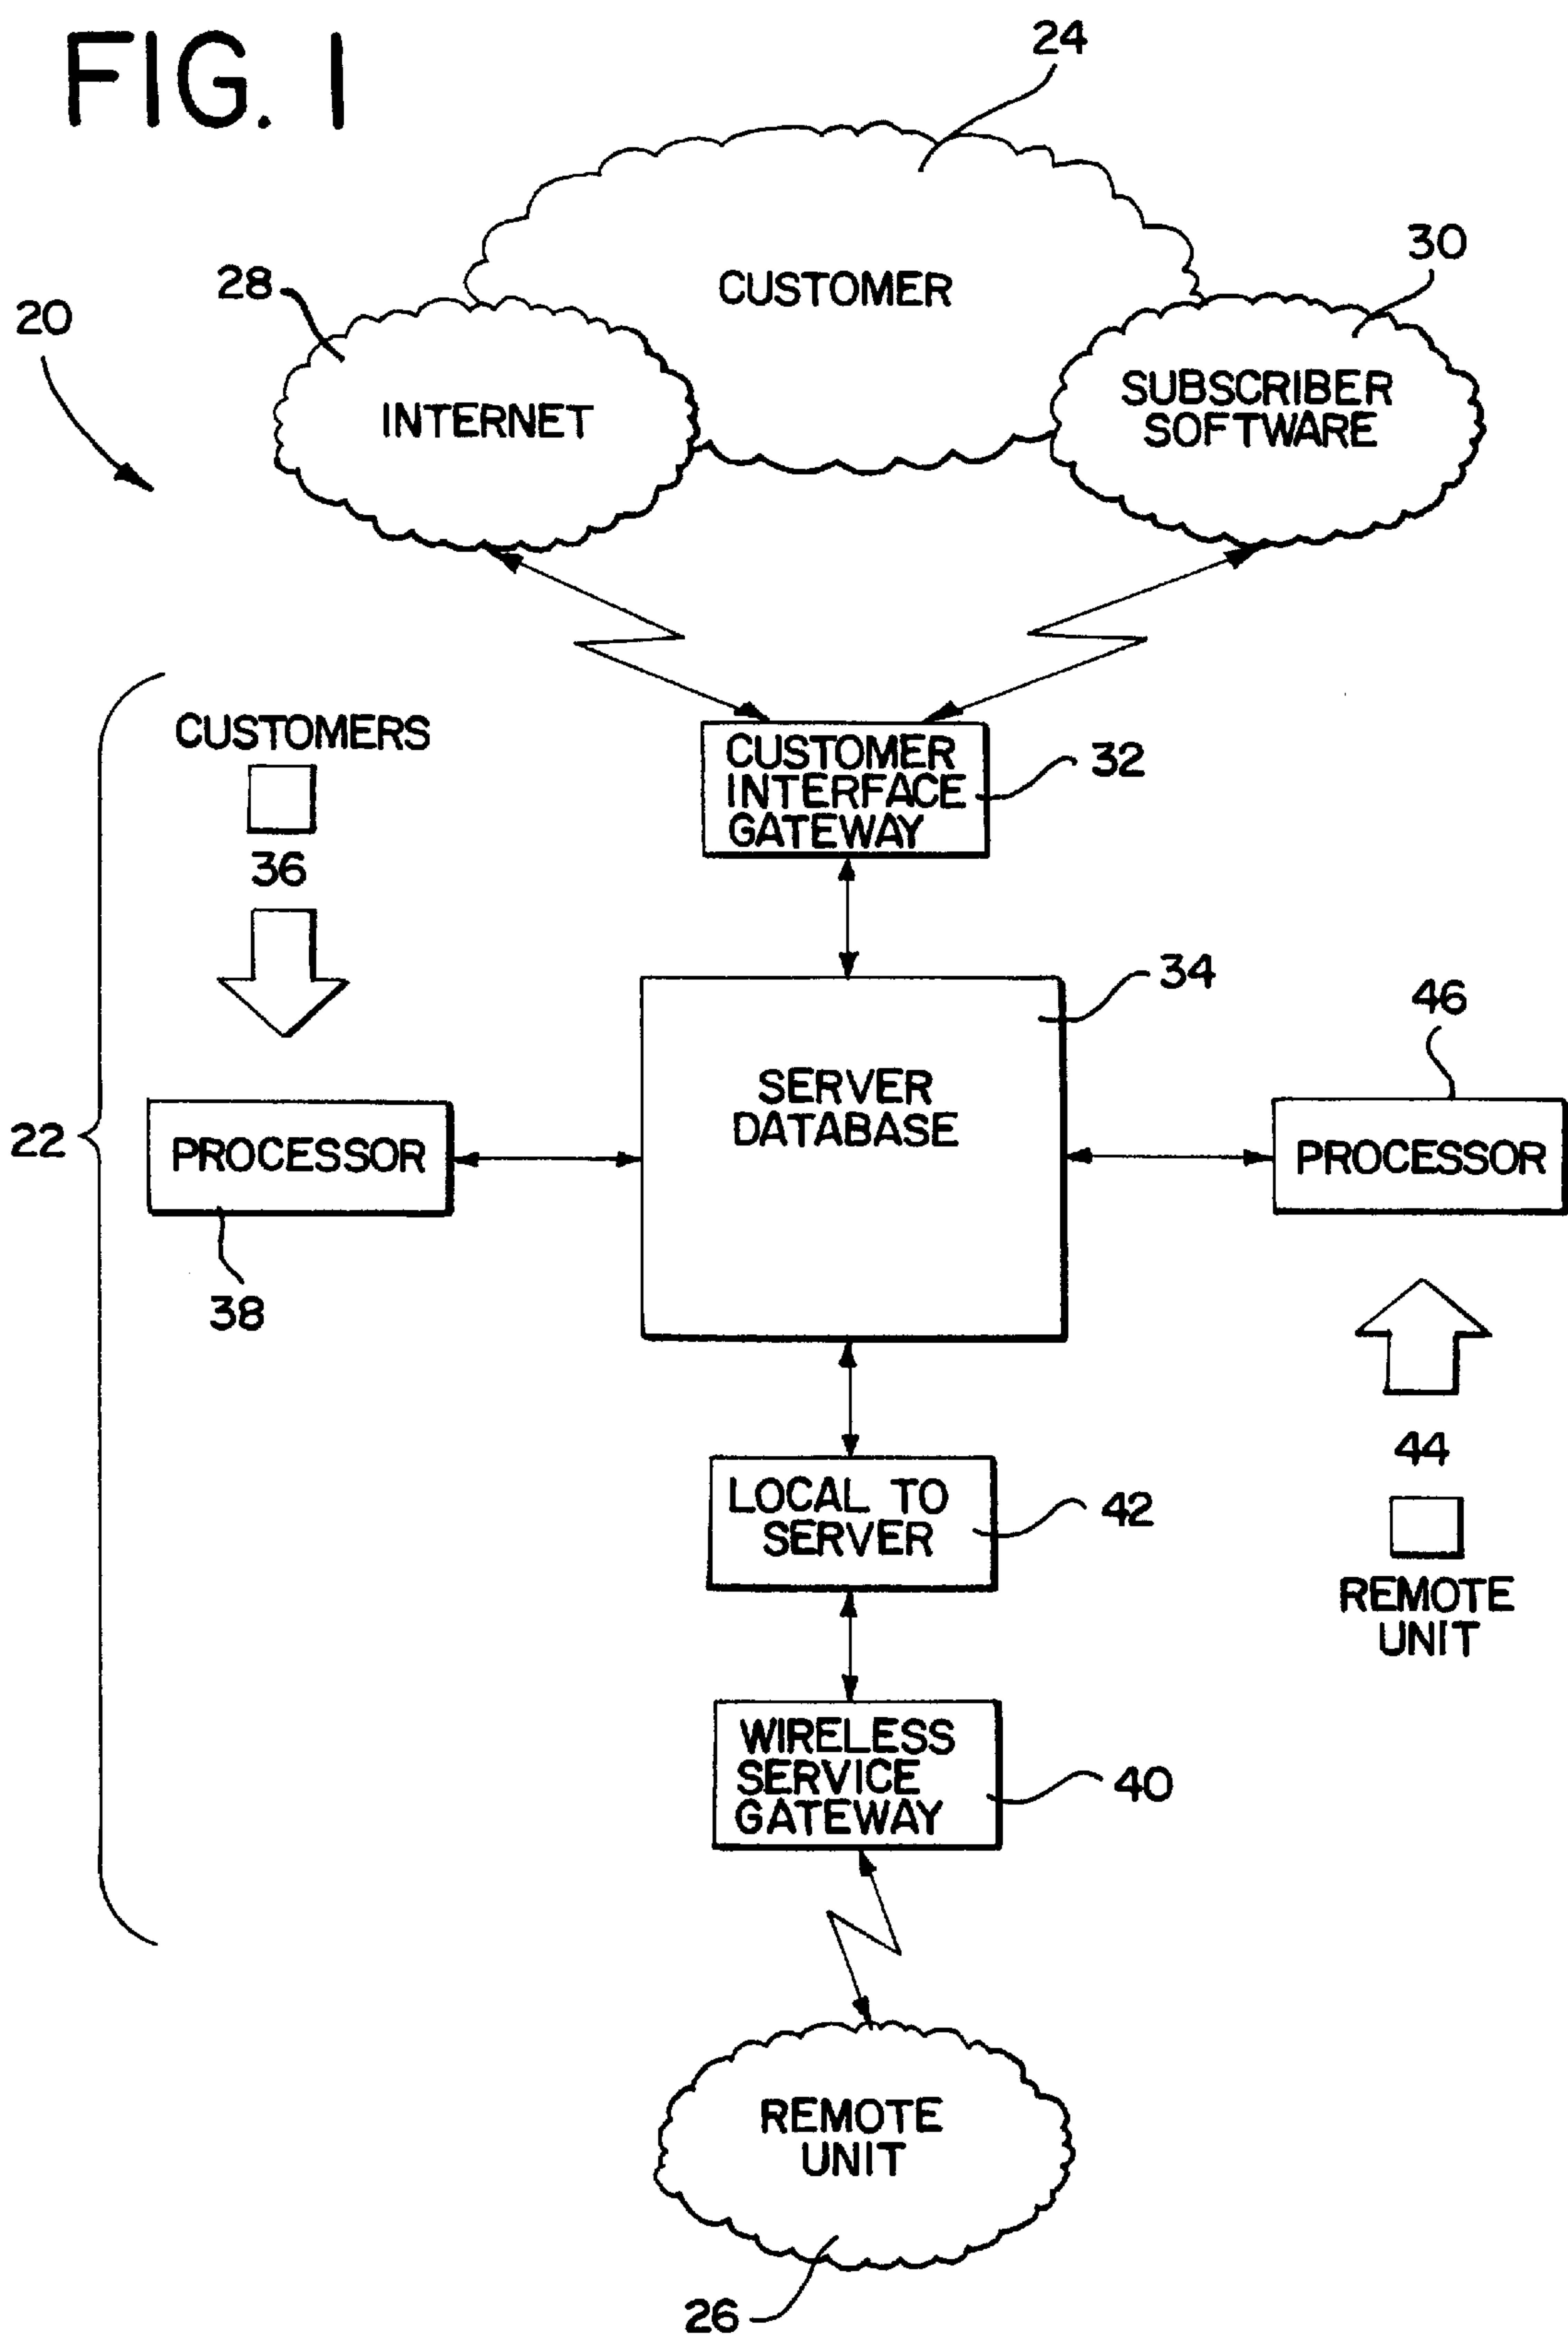 FIG. 1
24
30
28
20
CUSTOMER
INTERNET
SUBSCRIBER
SOFTWARE
CUSTOMERS
36
CUSTOMER
INTERFACE
GATEWAY
32
34
46
SERVER
DATABASE
22
PROCESSOR
PROCESSOR
38
44
LOCAL TO
SERVER
42
REMOTE
UNIT
WIRELESS
SERVICE
GATEWAY
40
REMOTE
UNIT
26